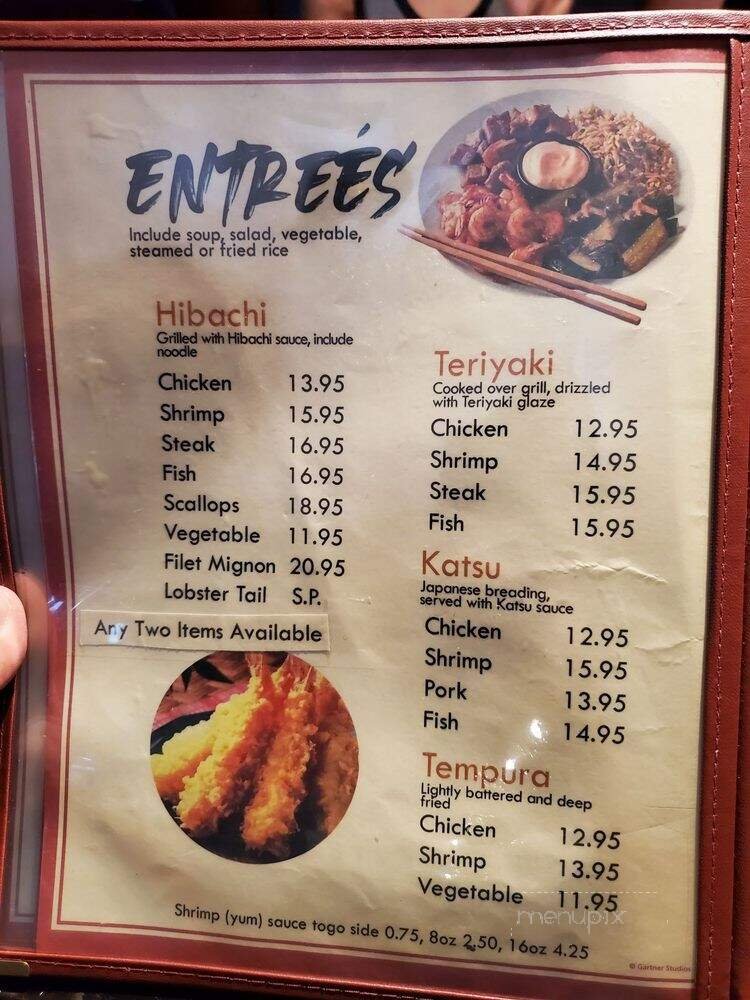 ENTREÉS
Include soup, salad, vegetable,
steamed or fried rice
Hibachi
Grilled with Hibachi sauce, include
noodle
Chicken 13.95
Shrimp 15.95
Steak 16.95
Fish 16.95
Scallops 18.95
Vegetable 11.95
Filet Mignon 20.95
Lobster Tail S.P.
Any Two Items Available
Teriyaki
Cooked over grill, drizzled
with Teriyaki glaze
Chicken 12.95
Shrimp 14.95
Steak 15.95
Fish 15.95
Katsu
Japanese breading,
served with Katsu sauce
Chicken 12.95
Shrimp 15.95
Pork 13.95
Fish 14.95
Tempura
Lightly battered and deep
fried
Chicken 12.95
Shrimp 13.95
Vegetable 11.95
menupix
Shrimp (yum) sauce togo side 0.75, 8oz 2.50, 16oz 4.25
© Gartner Studios